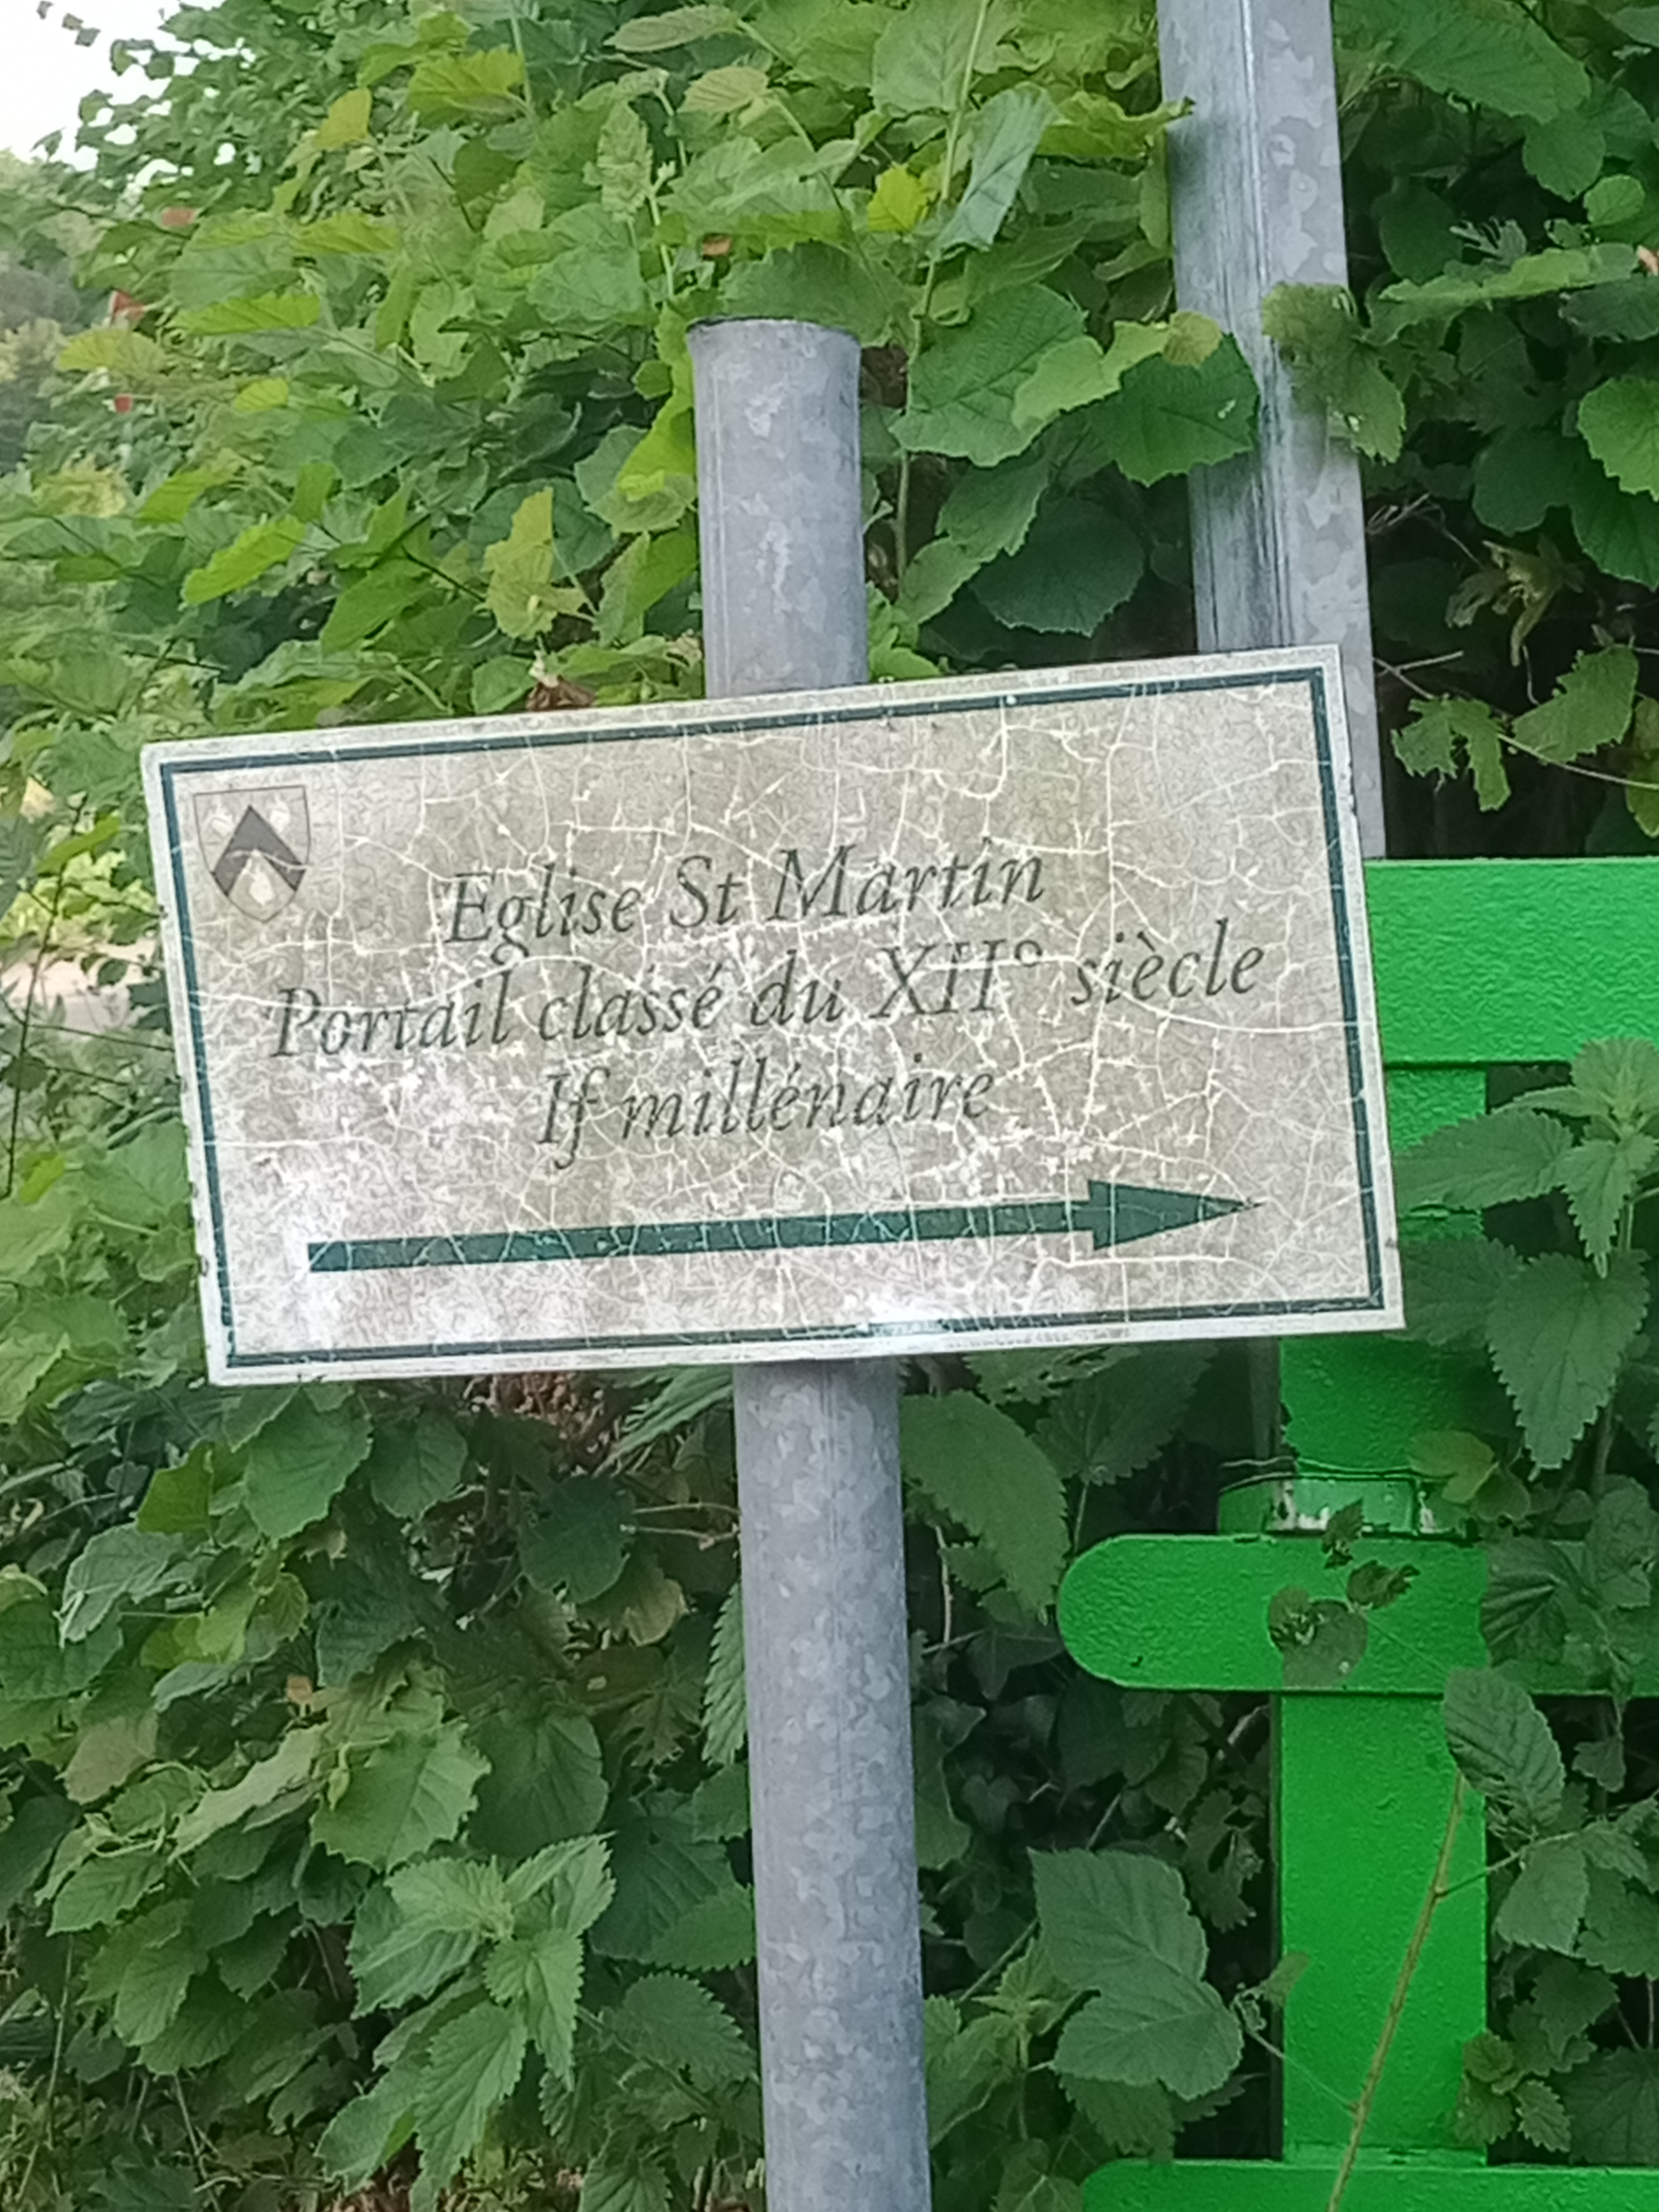 Eglise St Martin
Portail classé du XII° siècle
If millénaire